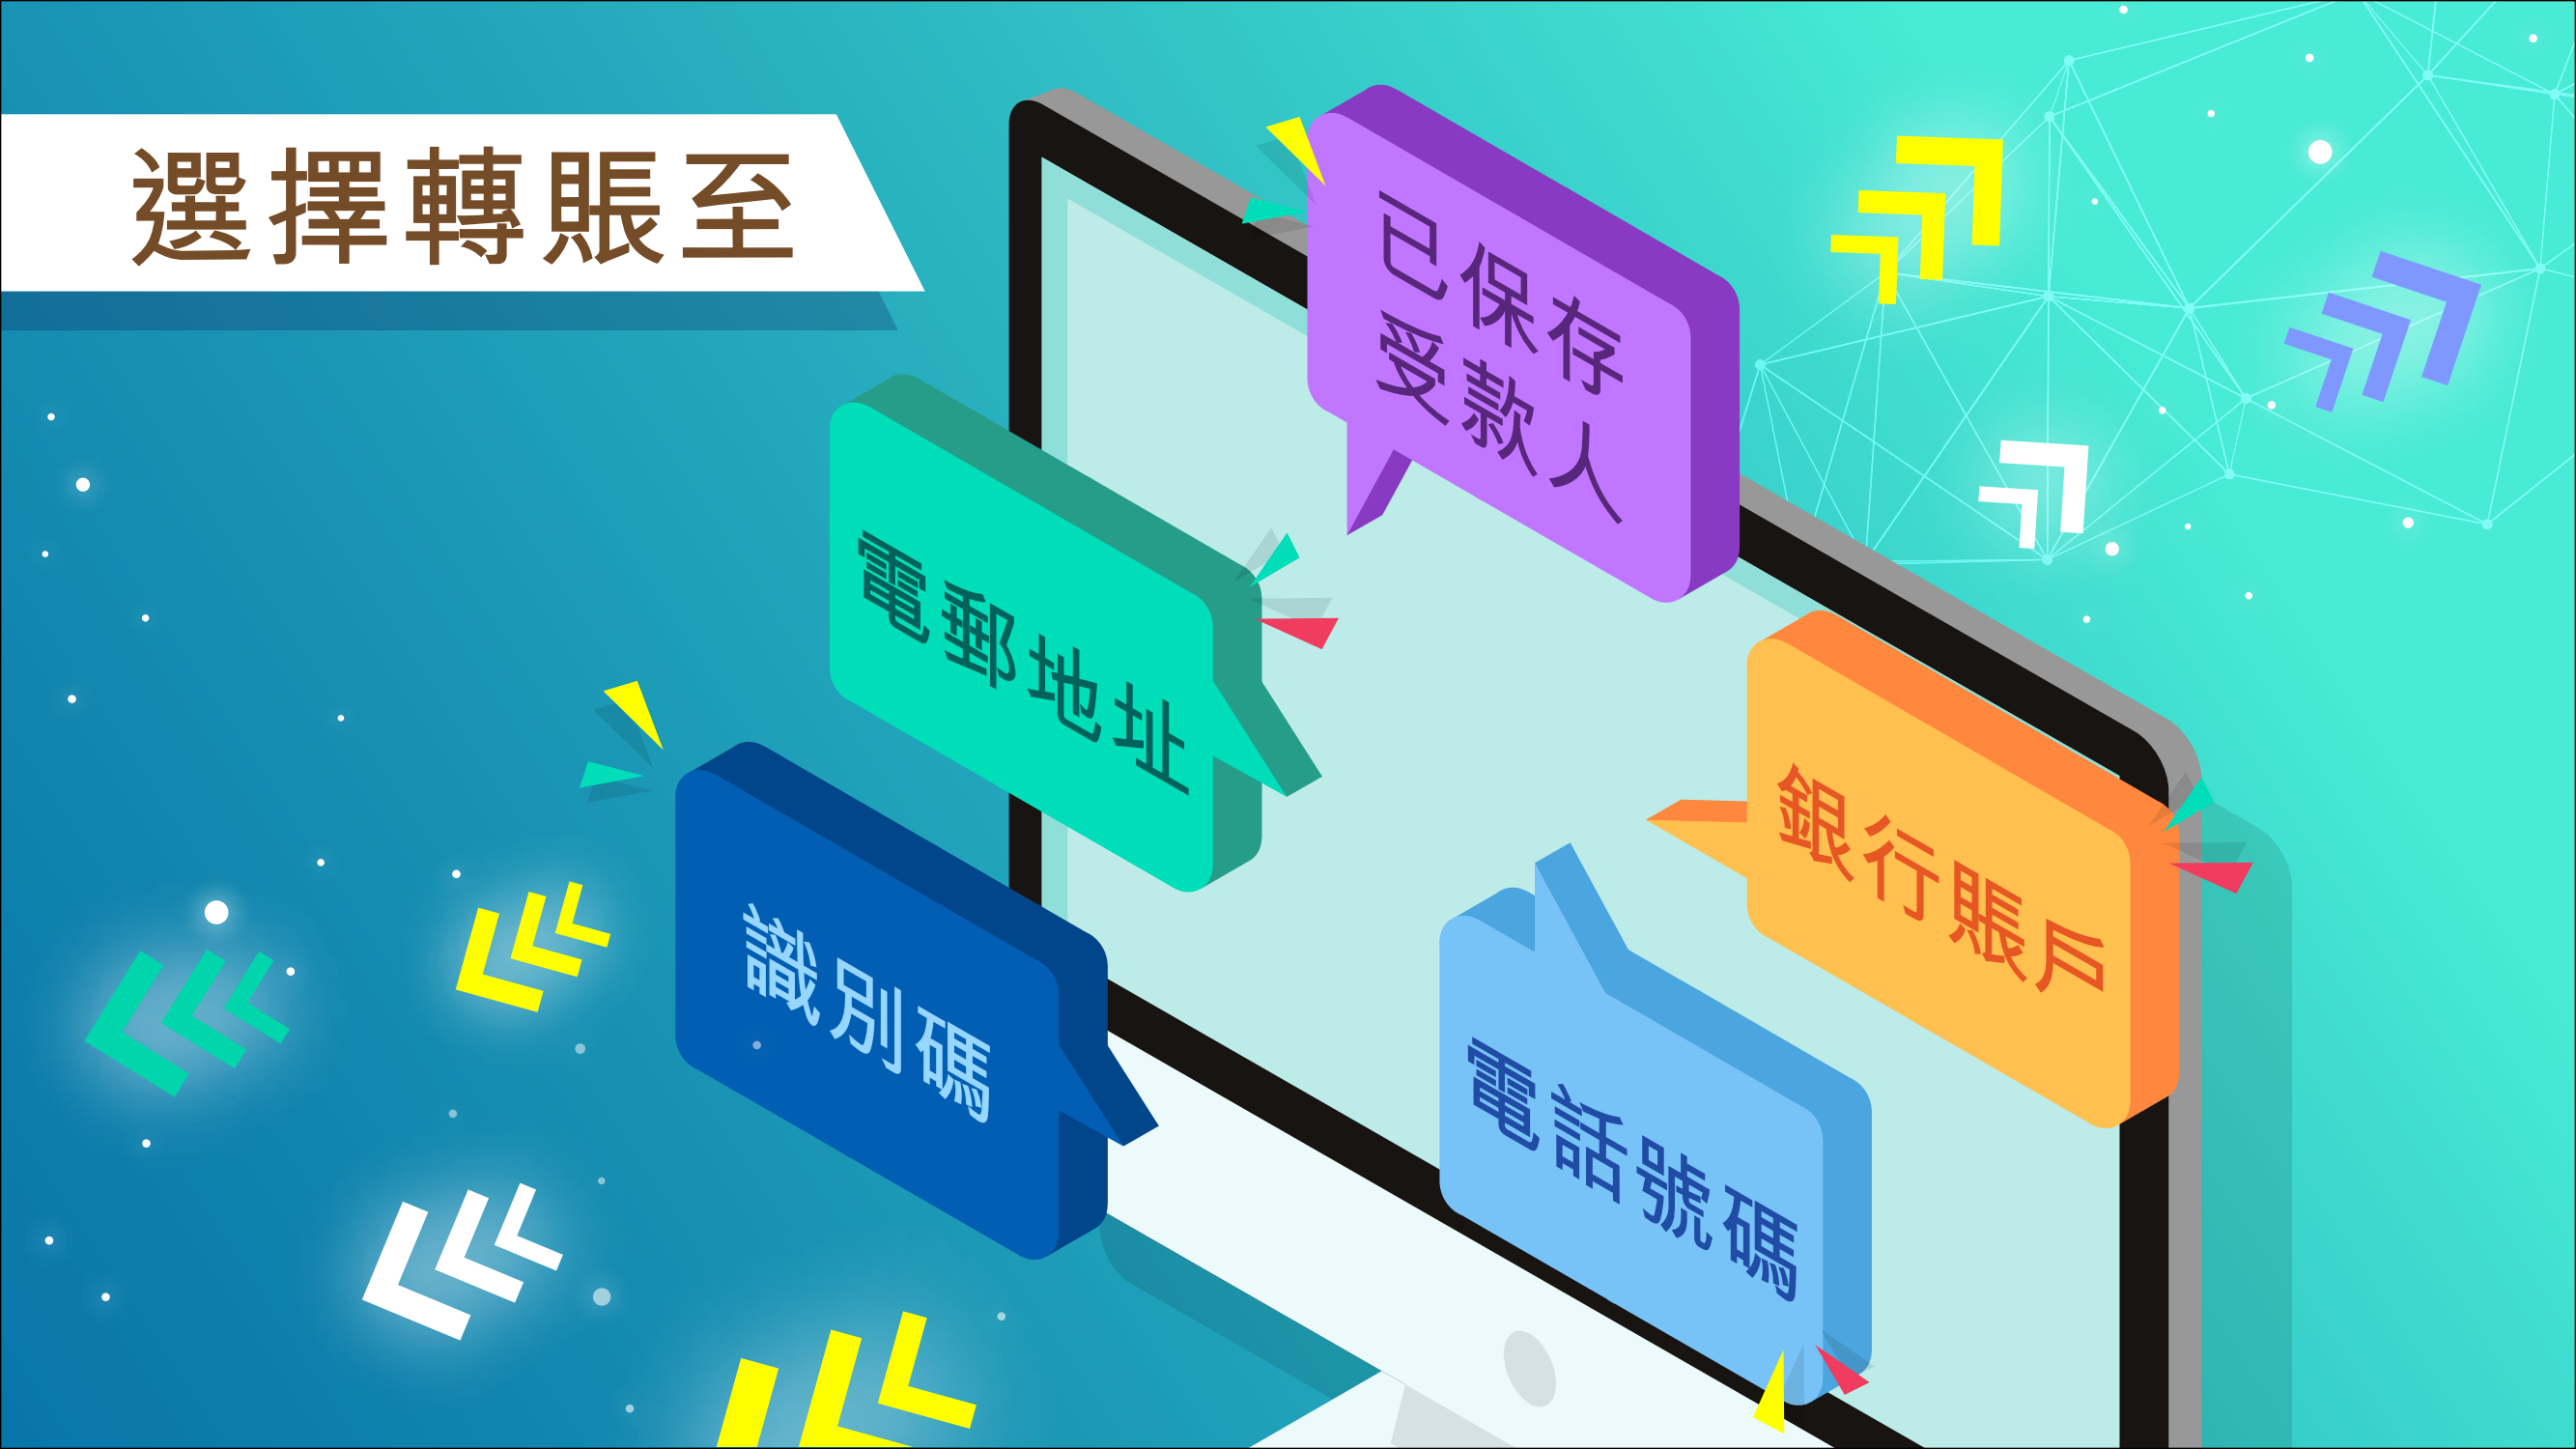 選擇轉賬至
已保存
受款人
電郵地址
銀行賬戶
識別碼
電話號碼